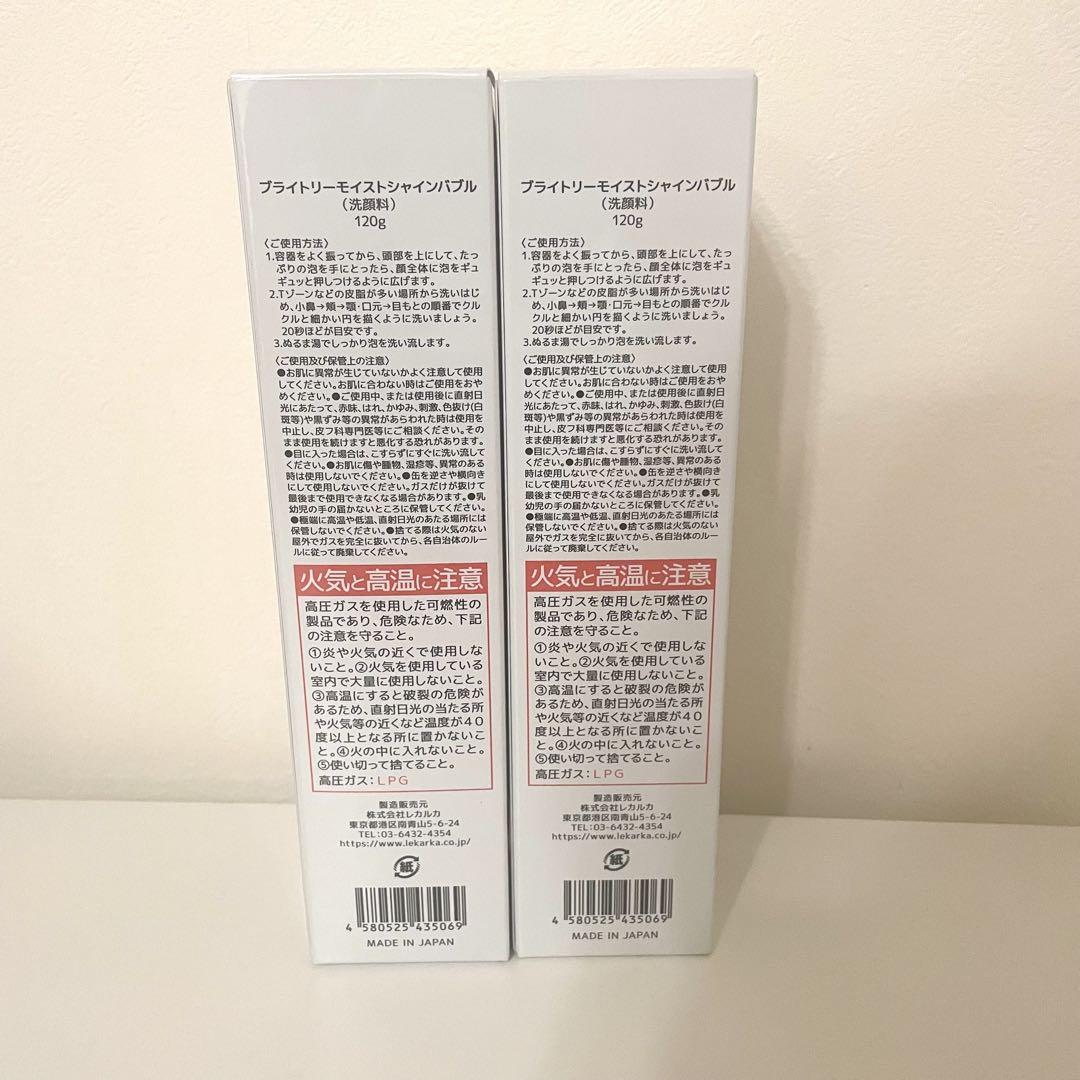 ブライトリーモイストシャインバブル
（洗顔料）
120g
〈ご使用方法〉
1.容器をよく振ってから、頭部を上にして、たっ
ぷりの泡を手にとったら、顔全体に泡をギュ
ギュッと押しつけるように広げます。
2.Tゾーンなどの皮脂が多い場所から洗いはじ
め、小鼻→頬→顎・口元→目もとの順番でクル
クルと細かい円を描くように洗いましょう。
20秒ほどが目安です。
3.ぬるま湯でしっかり泡を洗い流します。
〈ご使用及び保管上の注意〉
●お肌に異常が生じていないかよく注意して使用
してください。お肌に合わない時はご使用をおや
めください。●ご使用中、または使用後に直射日
光にあたって、赤味、はれ、かゆみ、刺激、色抜け(白
斑等)や黒ずみ等の異常があらわれた時は使用を
中止し、皮フ科専門医等にご相談ください。その
まま使用を続けますと悪化する恐れがあります。
●目に入った場合は、こすらずにすぐに洗い流して
ください。●お肌に傷や腫物、湿疹等、異常のある
時は使用しないでください。●缶を逆さや横向き
にして使用しないでください。ガスだけが抜けて
最後まで使用できなくなる場合があります。●乳
幼児の手の届かないところに保管してください。
●極端に高温や低温、直射日光のあたる場所には
保管しないでください。●捨てる際は火気のない
屋外でガスを完全に抜いてから、各自治体のルー
ルに従って廃棄してください。
火気と高温に注意
高圧ガスを使用した可燃性の
製品であり、危険なため、下記
の注意を守ること。
①炎や火気の近くで使用しな
いこと。②火気を使用している
室内で大量に使用しないこと。
③高温にすると破裂の危険が
あるため、直射日光の当たる所
や火気等の近くなど温度が40
度以上となる所に置かないこ
と。④火の中に入れないこと。
⑤使い切って捨てること。
高圧ガス：LPG
製造販売元
株式会社レカルカ
東京都港区南青山5-6-24
TEL:03-6432-4354
https://www.lekarka.co.jp/
紙
4 580525 435069
MADE IN JAPAN
ブライトリーモイストシャインバブル
（洗顔料）
120g
〈ご使用方法〉
1.容器をよく振ってから、頭部を上にして、たっ
ぷりの泡を手にとったら、顔全体に泡をギュ
ギュッと押しつけるように広げます。
2.Tゾーンなどの皮脂が多い場所から洗いはじ
め、小鼻→頬→顎・口元→目もとの順番でクル
クルと細かい円を描くように洗いましょう。
20秒ほどが目安です。
3.ぬるま湯でしっかり泡を洗い流します。
〈ご使用及び保管上の注意〉
●お肌に異常が生じていないかよく注意して使用
してください。お肌に合わない時はご使用をおや
めください。●ご使用中、または使用後に直射日
光にあたって、赤味、はれ、かゆみ、刺激、色抜け(白
斑等)や黒ずみ等の異常があらわれた時は使用を
中止し、皮フ科専門医等にご相談ください。その
まま使用を続けますと悪化する恐れがあります。
●目に入った場合は、こすらずにすぐに洗い流して
ください。●お肌に傷や腫物、湿疹等、異常のある
時は使用しないでください。●缶を逆さや横向き
にして使用しないでください。ガスだけが抜けて
最後まで使用できなくなる場合があります。●乳
幼児の手の届かないところに保管してください。
●極端に高温や低温、直射日光のあたる場所には
保管しないでください。●捨てる際は火気のない
屋外でガスを完全に抜いてから、各自治体のルー
ルに従って廃棄してください。
火気と高温に注意
高圧ガスを使用した可燃性の
製品であり、危険なため、下記
の注意を守ること。
①炎や火気の近くで使用しな
いこと。②火気を使用している
室内で大量に使用しないこと。
③高温にすると破裂の危険が
あるため、直射日光の当たる所
や火気等の近くなど温度が40
度以上となる所に置かないこ
と。④火の中に入れないこと。
⑤使い切って捨てること。
高圧ガス：LPG
製造販売元
株式会社レカルカ
東京都港区南青山5-6-24
TEL:03-6432-4354
https://www.lekarka.co.jp/
紙
4 580525 435069
MADE IN JAPAN